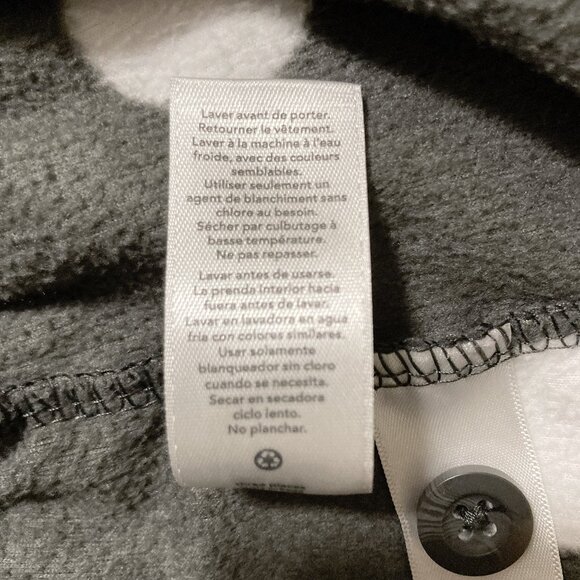 Laver avant de porter.
Retourner le vêtement.
Laver à la machine à l'eau
froide, avec des couleurs
semblables.
Utiliser seulement un
agent de blanchiment sans
chlore au besoin.
Sécher par culbutage à
basse température.
Ne pas repasser.
Lavar antes de usarse.
La prenda interior hacia
fuera antes de lavar.
Lavar en lavadora en agua
fria con colores similares.
Usar solamente
blanqueador sin cloro
cuando se necesita.
Secar en secadora
ciclo lento.
No planchar.